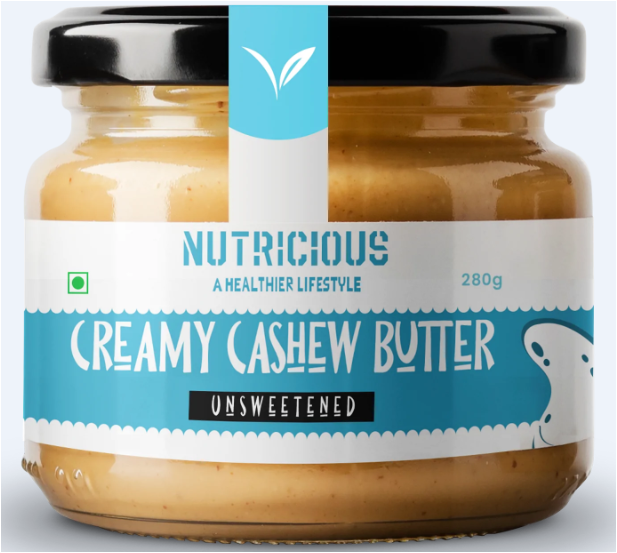 NUTRICIOUS
A HEALTHIER LIFESTYLE
280g
CREAMY CASHEW BUTTER
UNSWEETENED